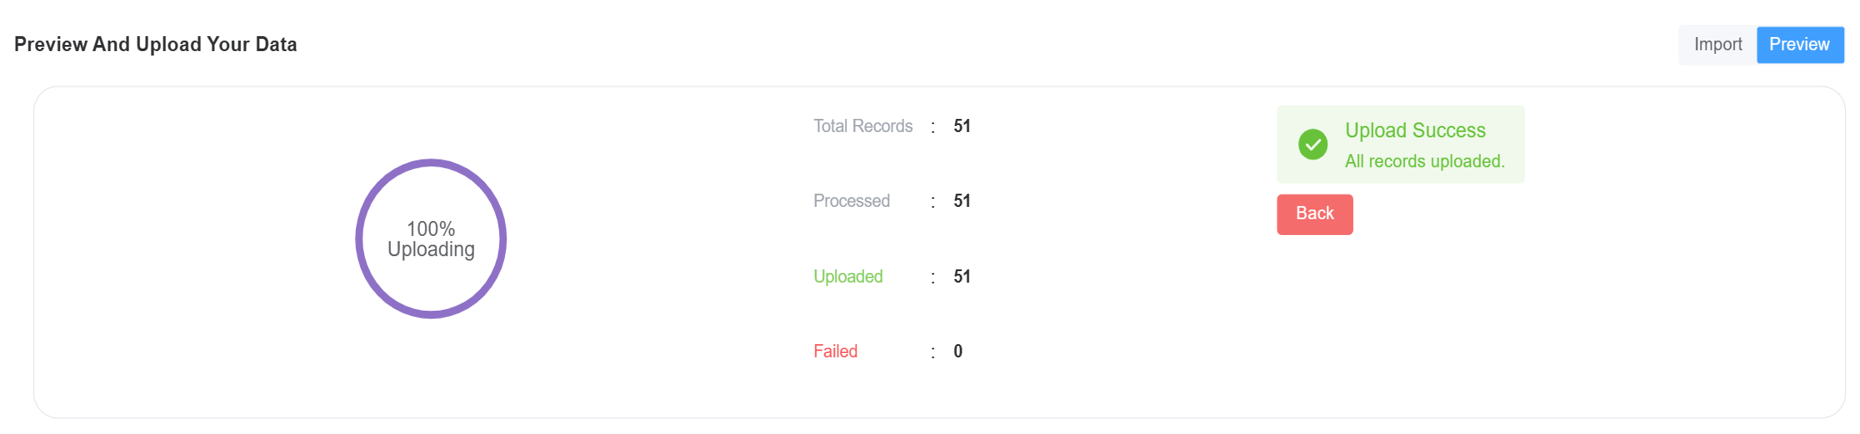 Preview And Upload Your Data
Import
Preview
100%
Uploading
Total Records : 51
Processed : 51
Uploaded : 51
Failed : 0
Upload Success
All records uploaded.
Back